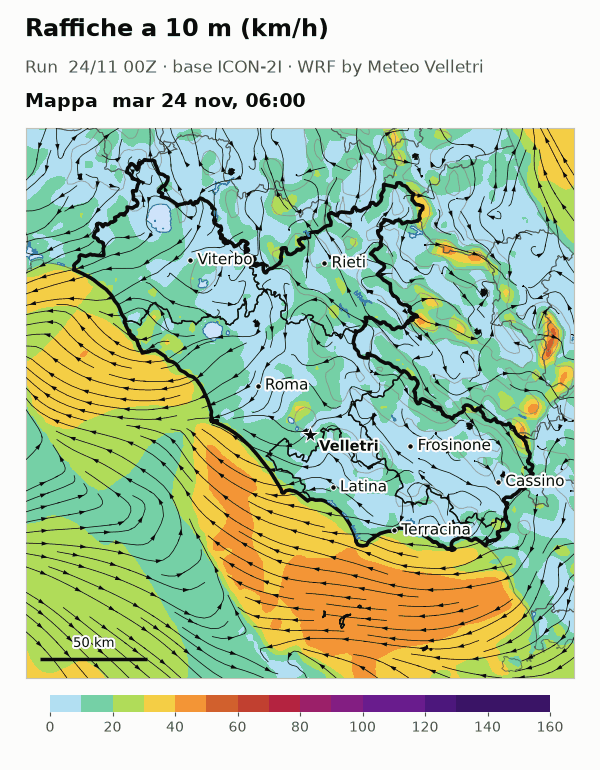 Raffiche a 10 m (km/h)
Run  24/11 00Z · base ICON-2I · WRF by Meteo Velletri
Mappa  mar 24 nov, 06:00
Viterbo
Rieti
Roma
Velletri
Frosinone
Latina
Cassino
Terracina
50 km
0 20 40 60 80 100 120 140 160